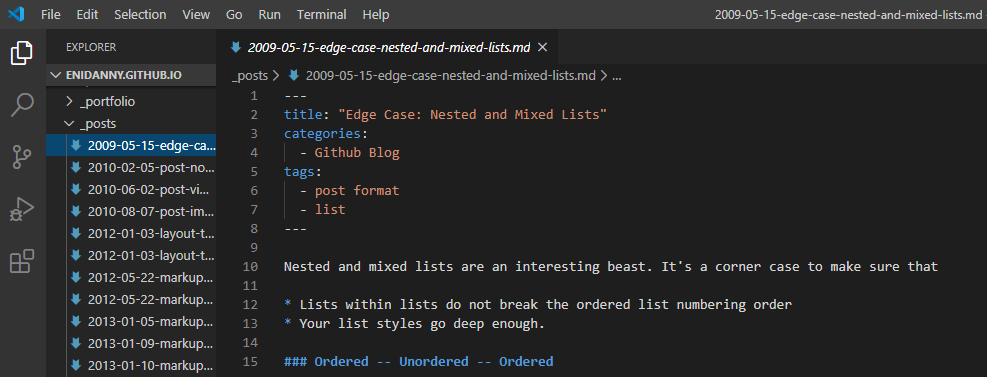 File Edit Selection View Go Run Terminal Help 2009-05-15-edge-case-nested-and-mixed-lists.md
EXPLORER
ENIDANNY.GITHUB.IO
_portfolio
_posts
2009-05-15-edge-ca...
2010-02-05-post-no...
2010-06-02-post-vi...
2010-08-07-post-im...
2012-01-03-layout-t...
2012-01-03-layout-t...
2012-05-22-markup...
2012-05-22-markup...
2013-01-05-markup...
2013-01-09-markup...
2013-01-10-markup...
2009-05-15-edge-case-nested-and-mixed-lists.md
_posts > 2009-05-15-edge-case-nested-and-mixed-lists.md > ...
1 ---
2 title: "Edge Case: Nested and Mixed Lists"
3 categories:
4 - Github Blog
5 tags:
6 - post format
7 - list
8 ---
9
10 Nested and mixed lists are an interesting beast. It's a corner case to make sure that
11
12 * Lists within lists do not break the ordered list numbering order
13 * Your list styles go deep enough.
14
15 ### Ordered -- Unordered -- Ordered